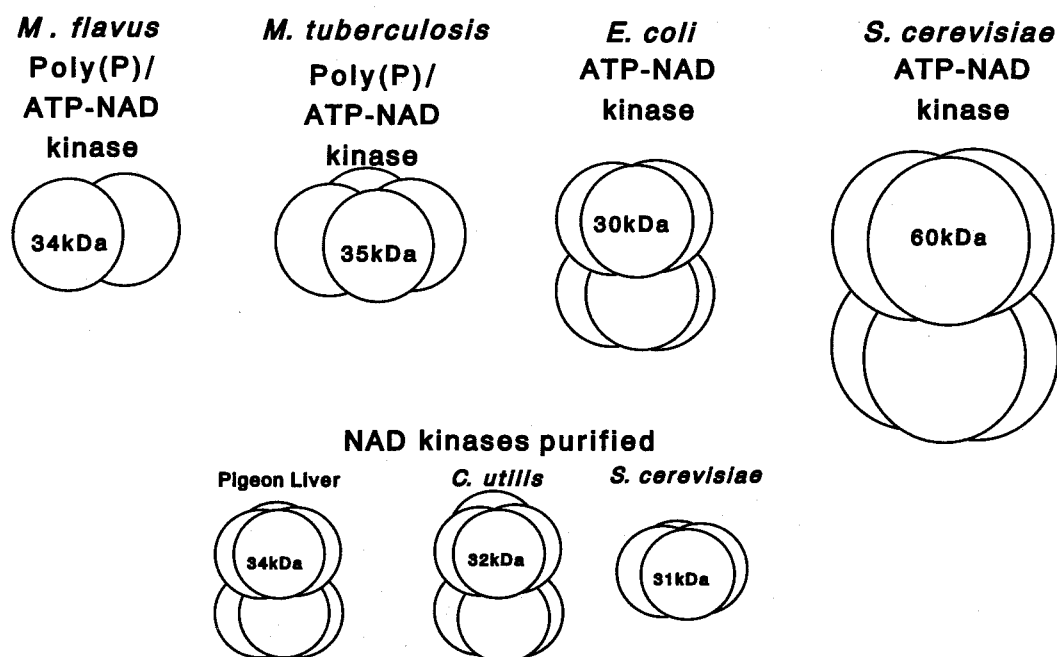 M. flavus
Poly(P)/
ATP-NAD
kinase
34kDa
M. tuberculosis
Poly(P)/
ATP-NAD
kinase
35kDa
E. coli
ATP-NAD
kinase
30kDa
S. cerevisiae
ATP-NAD
kinase
60kDa
NAD kinases purified
Pigeon Liver
34kDa
C. utilis
32kDa
S. cerevisiae
31kDa